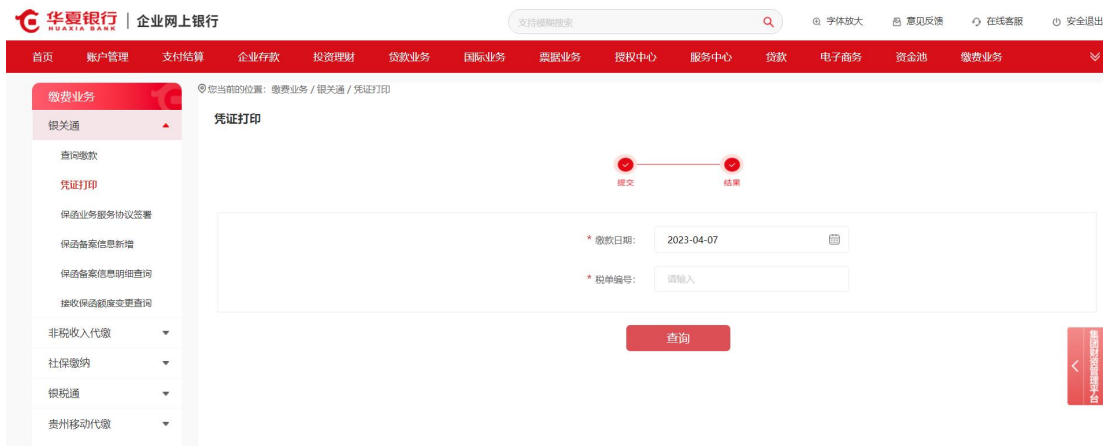 华夏银行 企业网上银行 支持模糊搜索 字体放大 意见反馈 在线客服 安全退出
HUAXIA BANK
首页 账户管理 支付结算 企业存款 投资理财 贷款业务 国际业务 票据业务 授权中心 服务中心 贷款 电子商务 资金池 缴费业务
缴费业务
银关通
查询缴款
凭证打印
保函业务服务协议签署
保函备案信息新增
保函备案信息明细查询
接收保函额度变更查询
非税收入代缴
社保缴纳
银税通
贵州移动代缴
您当前的位置：缴费业务 / 银关通 / 凭证打印
凭证打印
提交 结果
* 缴款日期： 2023-04-07
* 税单编号： 请输入
查询
集团财资管理平台